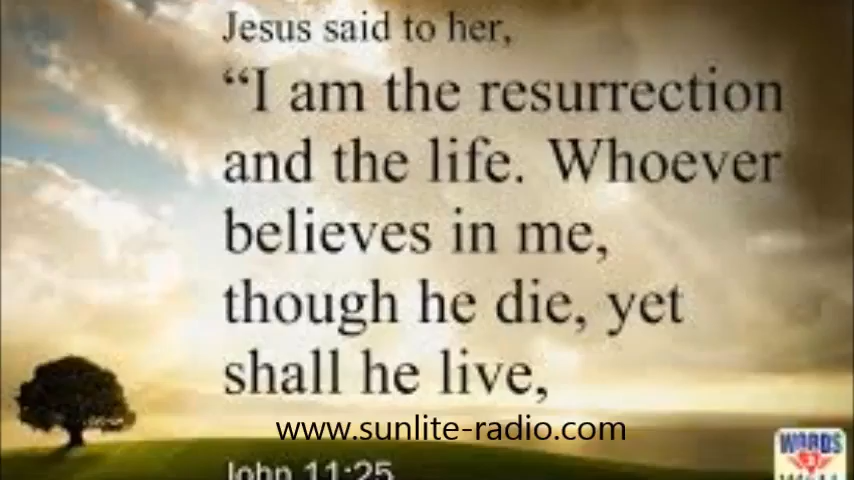 Jesus said to her,
“I am the resurrection
and the life. Whoever
believes in me,
though he die, yet
shall he live,
www.sunlite-radio.com
John 11:25
WORDS